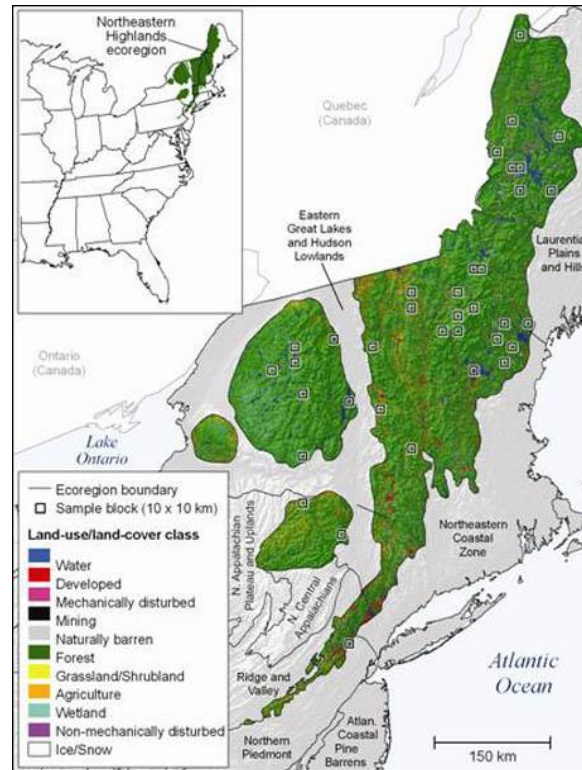 Northeastern
Highlands
ecoregion
Quebec
(Canada)
Eastern
Great Lakes
and Hudson
Lowlands
Laurentian
Plains
and Hills
Ontario
(Canada)
Lake
Ontario
Ecoregion boundary
Sample block (10 x 10 km)
Land-use/land-cover class
Water
Developed
Mechanically disturbed
Mining
Naturally barren
Forest
Grassland/Shrubland
Agriculture
Wetland
Non-mechanically disturbed
Ice/Snow
N. Appalachian
Plateau and Uplands
N. Central
Appalachians
Northeastern
Coastal
Zone
Ridge and
Valley
Northern
Piedmont
Atlan.
Coastal
Pine
Barrens
Atlantic
Ocean
150 km